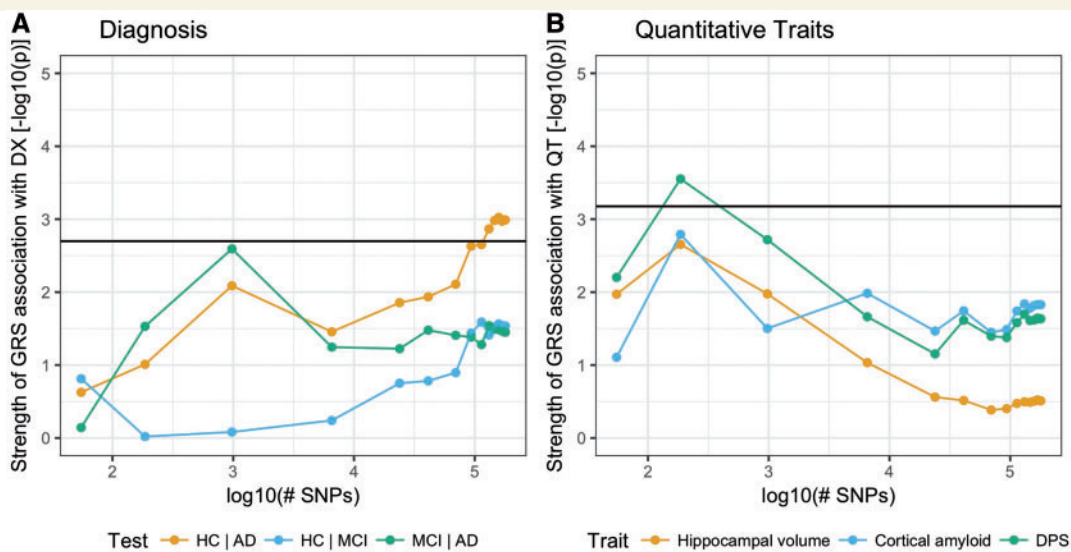 A
Diagnosis
Strength of GRS association with DX [-log10(p)]
5
4
3
2
1
0
2
3
4
5
log10(# SNPs)
Test
HC | AD
HC | MCI
MCI | AD
B
Quantitative Traits
Strength of GRS association with QT [-log10(p)]
5
4
3
2
1
0
2
3
4
5
log10(# SNPs)
Trait
Hippocampal volume
Cortical amyloid
DPS